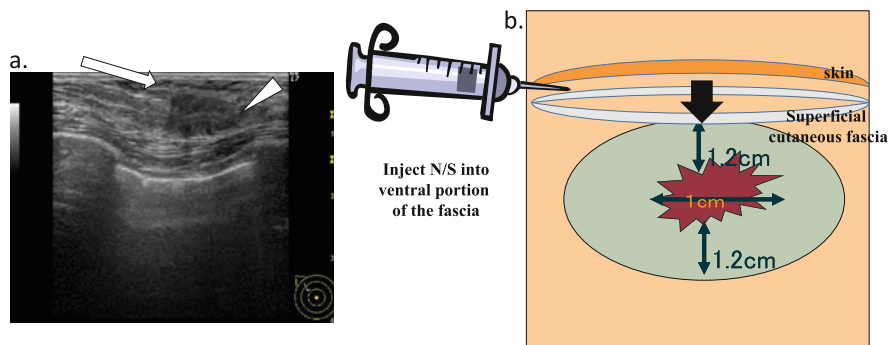 a.
Inject N/S into
ventral portion
of the fascia
b.
skin
Superficial
cutaneous fascia
1.2cm
1cm
1.2cm